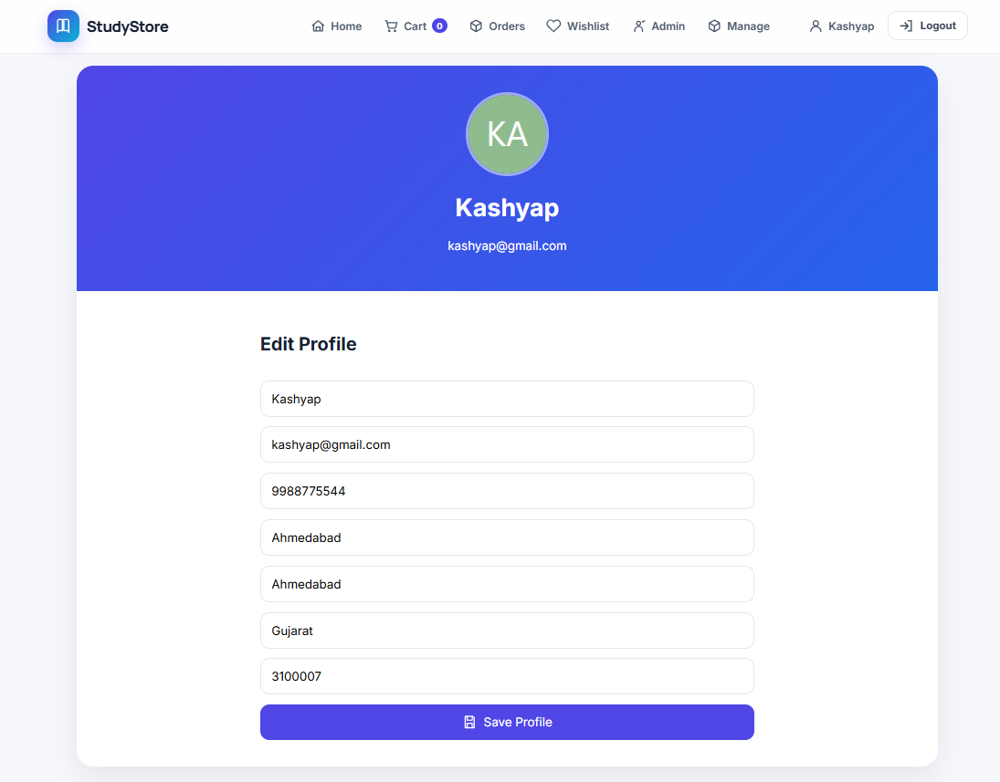 StudyStore Home Cart 0 Orders Wishlist Admin Manage Kashyap Logout
KA
Kashyap
kashyap@gmail.com
Edit Profile
Kashyap
kashyap@gmail.com
9988775544
Ahmedabad
Ahmedabad
Gujarat
3100007
Save Profile